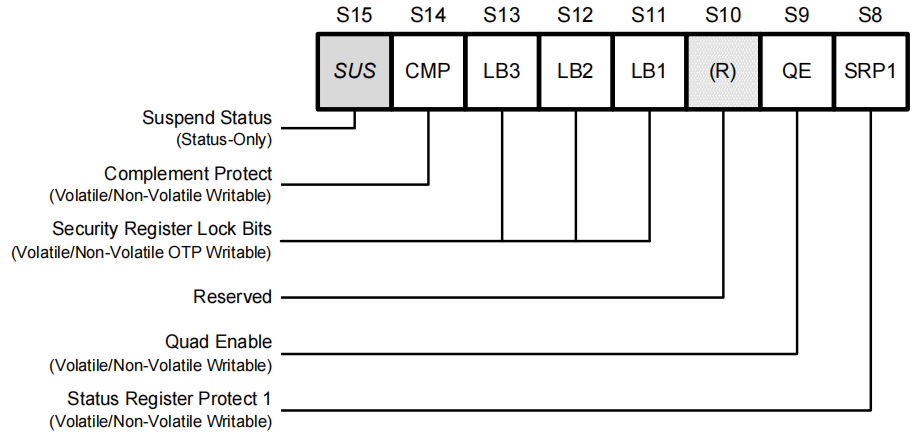 S15 S14 S13 S12 S11 S10 S9 S8
SUS CMP LB3 LB2 LB1 (R) QE SRP1
Suspend Status
(Status-Only)
Complement Protect
(Volatile/Non-Volatile Writable)
Security Register Lock Bits
(Volatile/Non-Volatile OTP Writable)
Reserved
Quad Enable
(Volatile/Non-Volatile Writable)
Status Register Protect 1
(Volatile/Non-Volatile Writable)